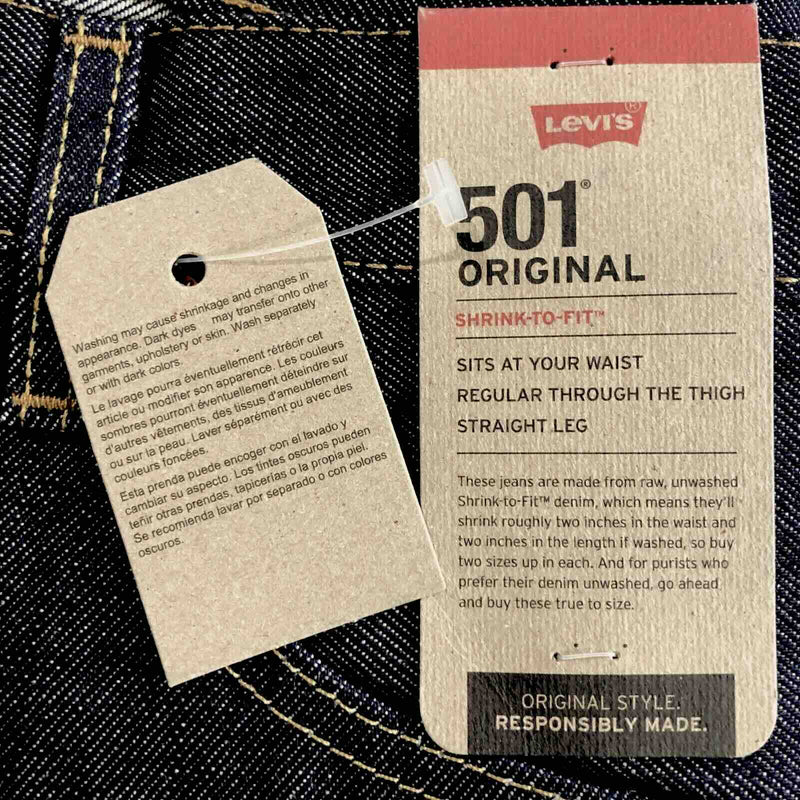 Washing may cause shrinkage and changes in
appearance. Dark dyes may transfer onto other
garments, upholstery or skin. Wash separately
or with dark colors.
Le lavage pourra éventuellement rétrécir cet
article ou modifier son apparence. Les couleurs
sombres pourront éventuellement déteindre sur
d'autres vêtements, des tissus d'ameublement
ou sur la peau. Laver séparément ou avec des
couleurs foncées.
Esta prenda puede encoger con el lavado y
cambiar su aspecto. Los tintes oscuros pueden
teñir otras prendas, tapicerías o la propia piel.
Se recomienda lavar por separado o con colores
oscuros.
LEVI'S®
501®
ORIGINAL
SHRINK-TO-FIT™
SITS AT YOUR WAIST
REGULAR THROUGH THE THIGH
STRAIGHT LEG
These jeans are made from raw, unwashed
Shrink-to-Fit™ denim, which means they'll
shrink roughly two inches in the waist and
two inches in the length if washed, so buy
two sizes up in each. And for purists who
prefer their denim unwashed, go ahead
and buy these true to size.
ORIGINAL STYLE.
RESPONSIBLY MADE.